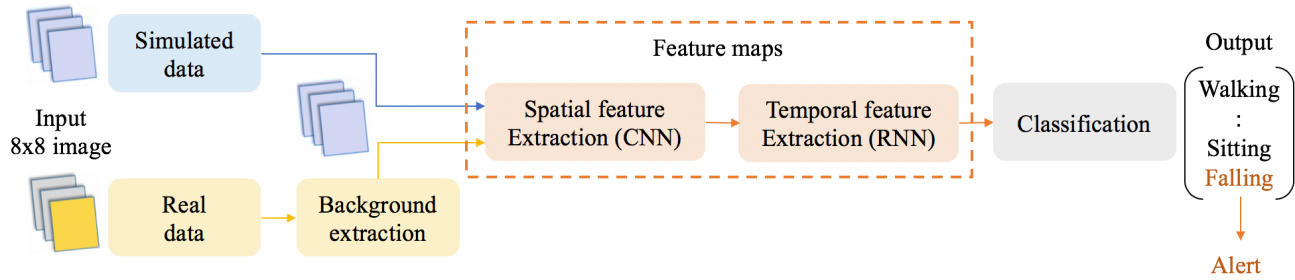 Simulated
data
Input
8x8 image
Real
data
Background
extraction
Feature maps
Spatial feature
Extraction (CNN)
Temporal feature
Extraction (RNN)
Classification
Output
Walking
:
Sitting
Falling
Alert